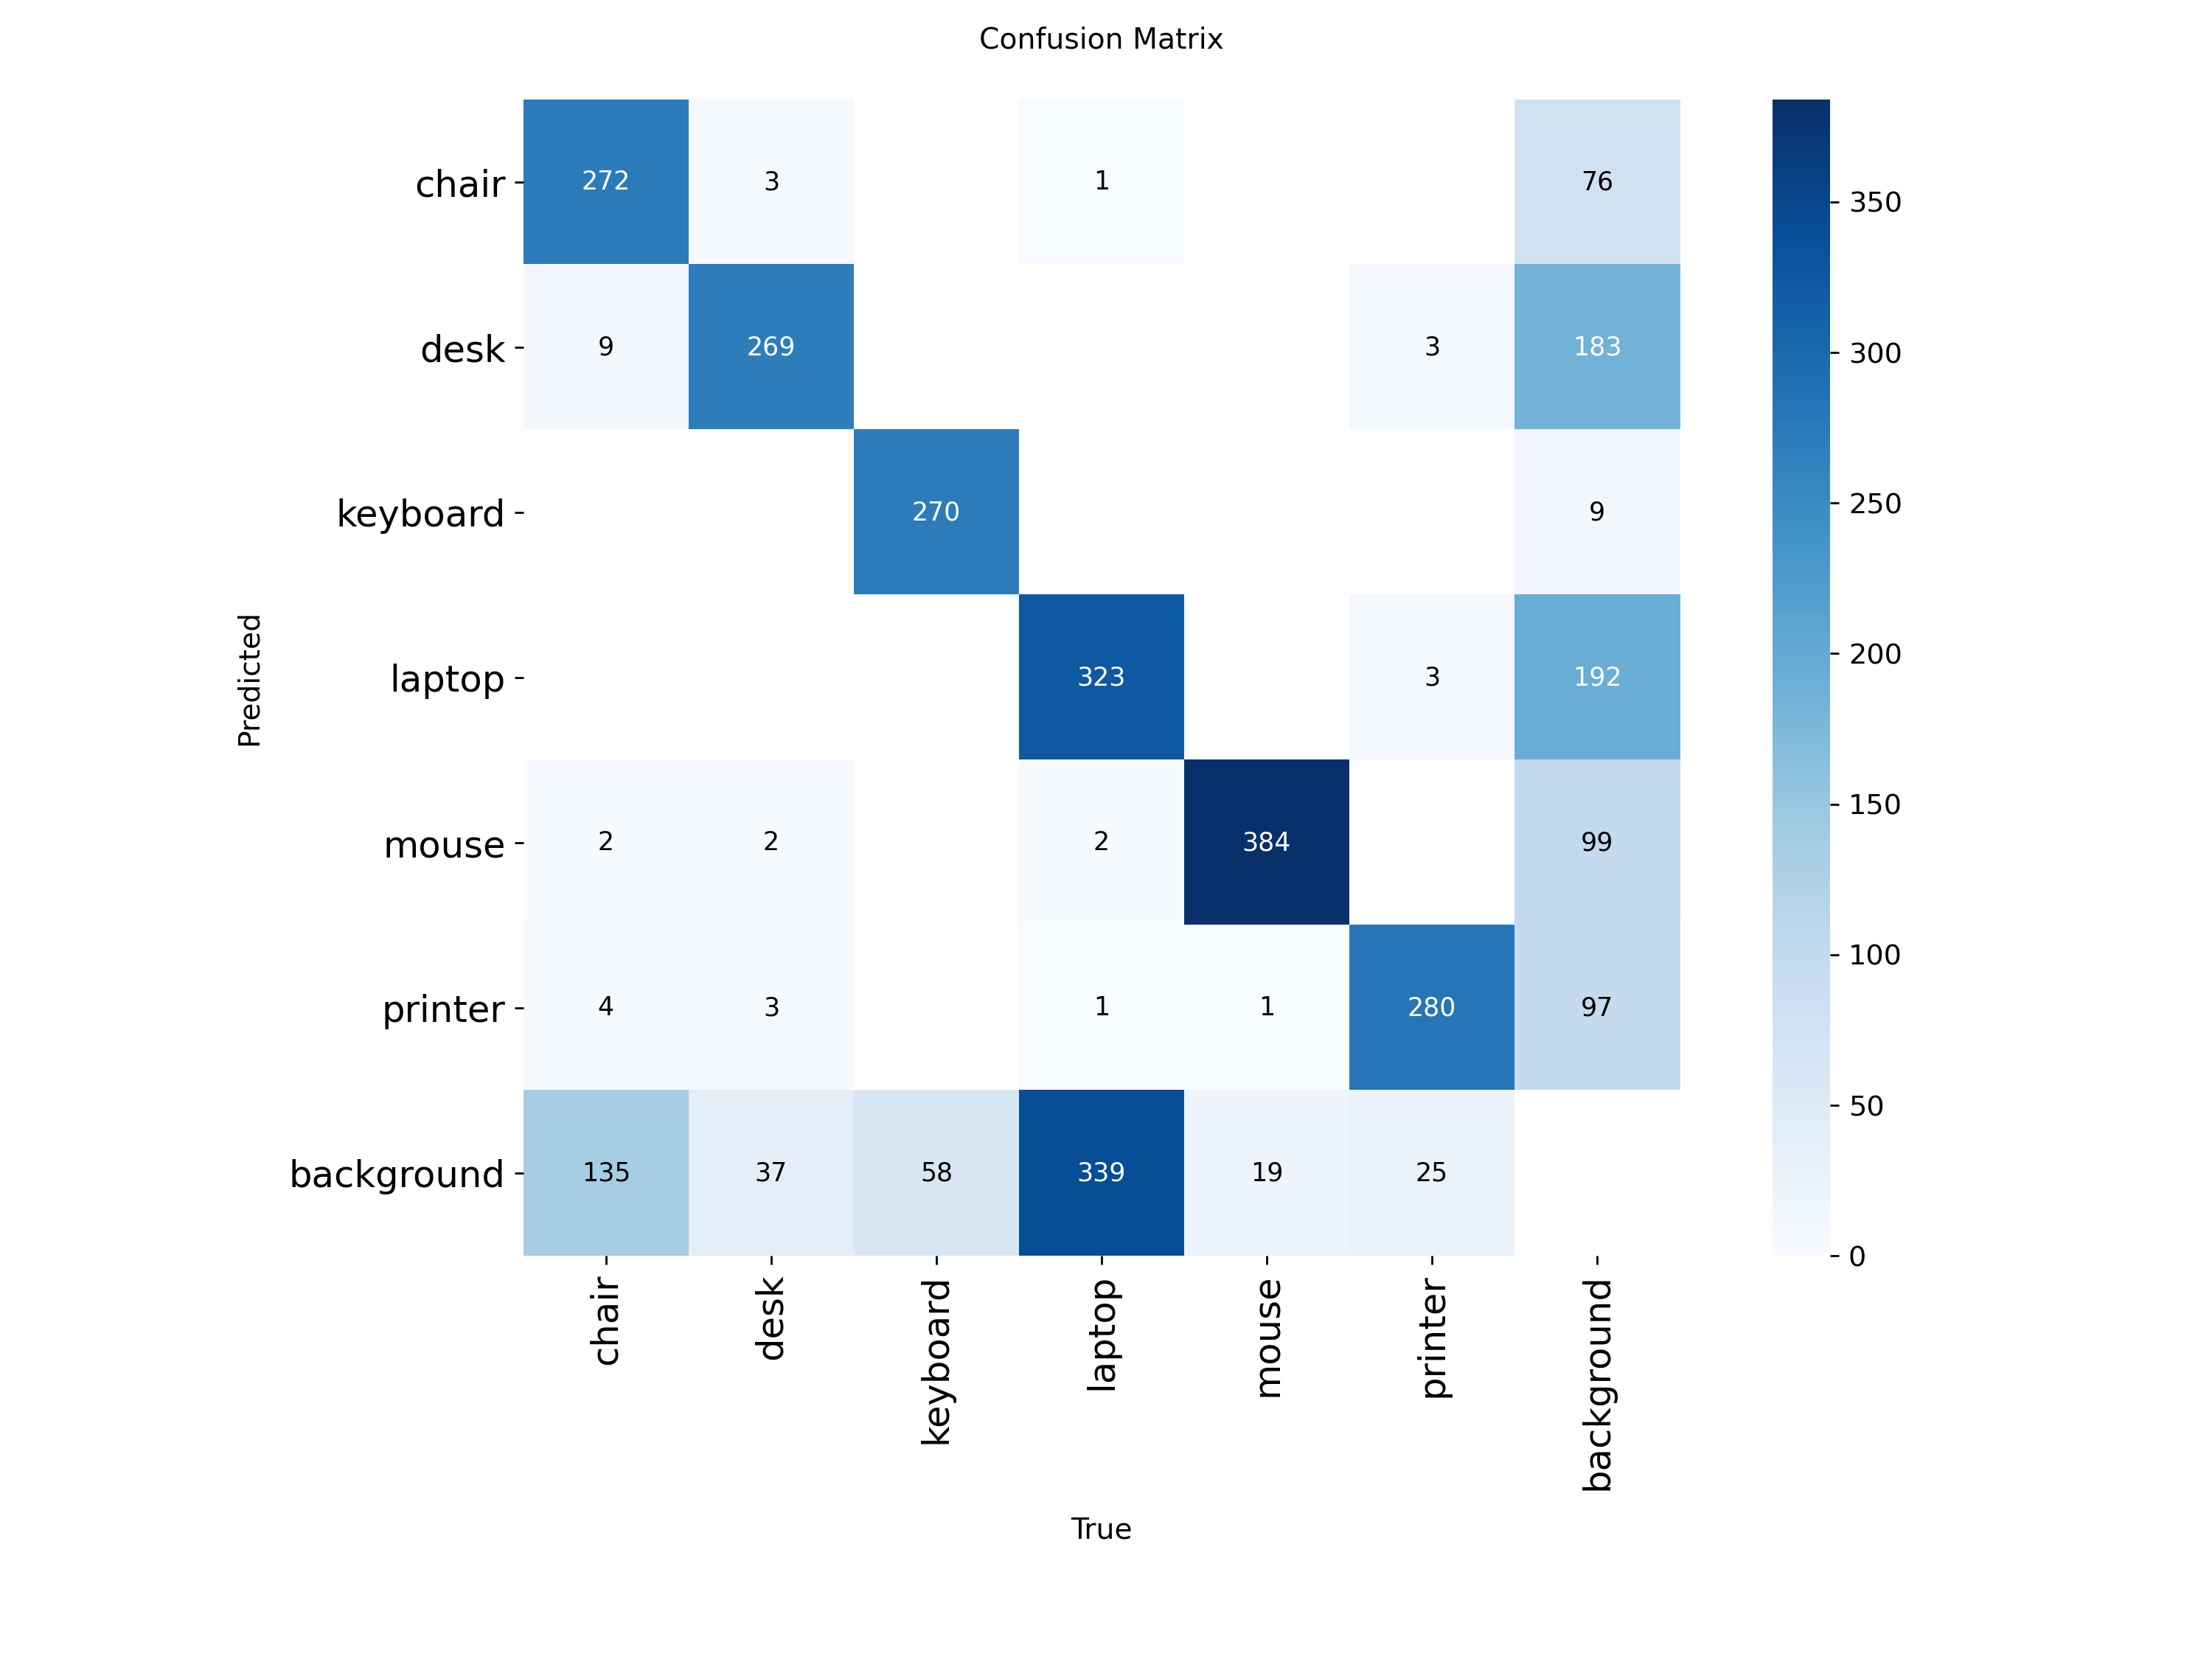 Confusion Matrix
chair 272 3 1 76
desk 9 269 3 183
keyboard 270 9
laptop 323 3 192
mouse 2 2 2 384 99
printer 4 3 1 1 280 97
background 135 37 58 339 19 25
Predicted
chair desk keyboard laptop mouse printer background
True
350
300
250
200
150
100
50
0